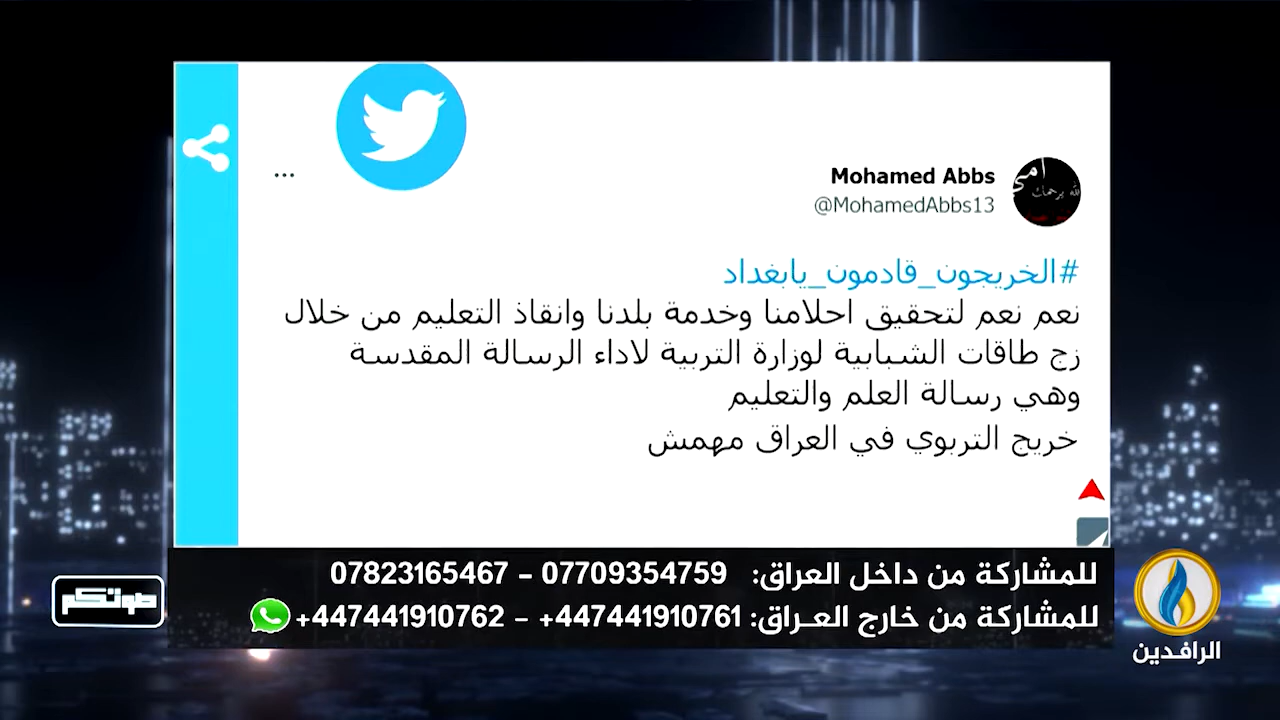 Mohamed Abbs
@MohamedAbbs13
...
#الخريجون_قادمون_يابغداد
نعم نعم لتحقيق احلامنا وخدمة بلدنا وانقاذ التعليم من خلال
زج طاقات الشبابية لوزارة التربية لاداء الرسالة المقدسة
وهي رسالة العلم والتعليم
خريج التربوي في العراق مهمش
للمشاركة من داخل العراق: 07709354759 - 07823165467
للمشاركة من خارج العراق: 447441910761+ - 447441910762+
صوتكم
الرافدين